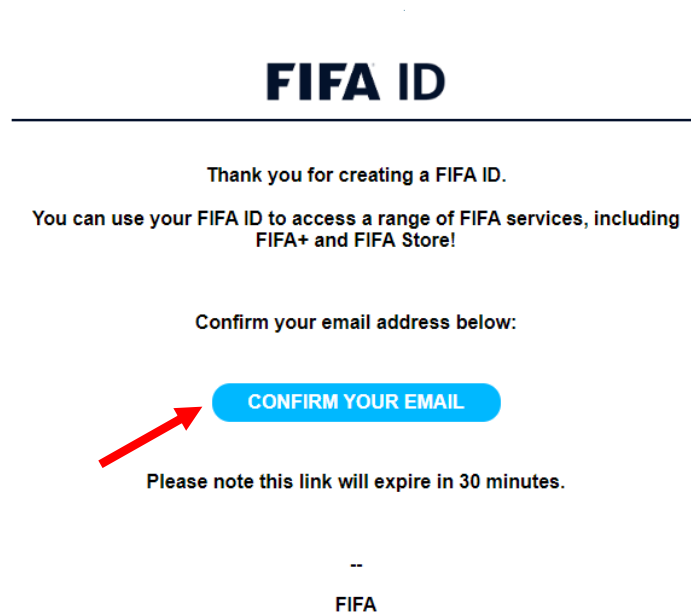 FIFA ID
Thank you for creating a FIFA ID.
You can use your FIFA ID to access a range of FIFA services, including
FIFA+ and FIFA Store!
Confirm your email address below:
CONFIRM YOUR EMAIL
Please note this link will expire in 30 minutes.
--
FIFA